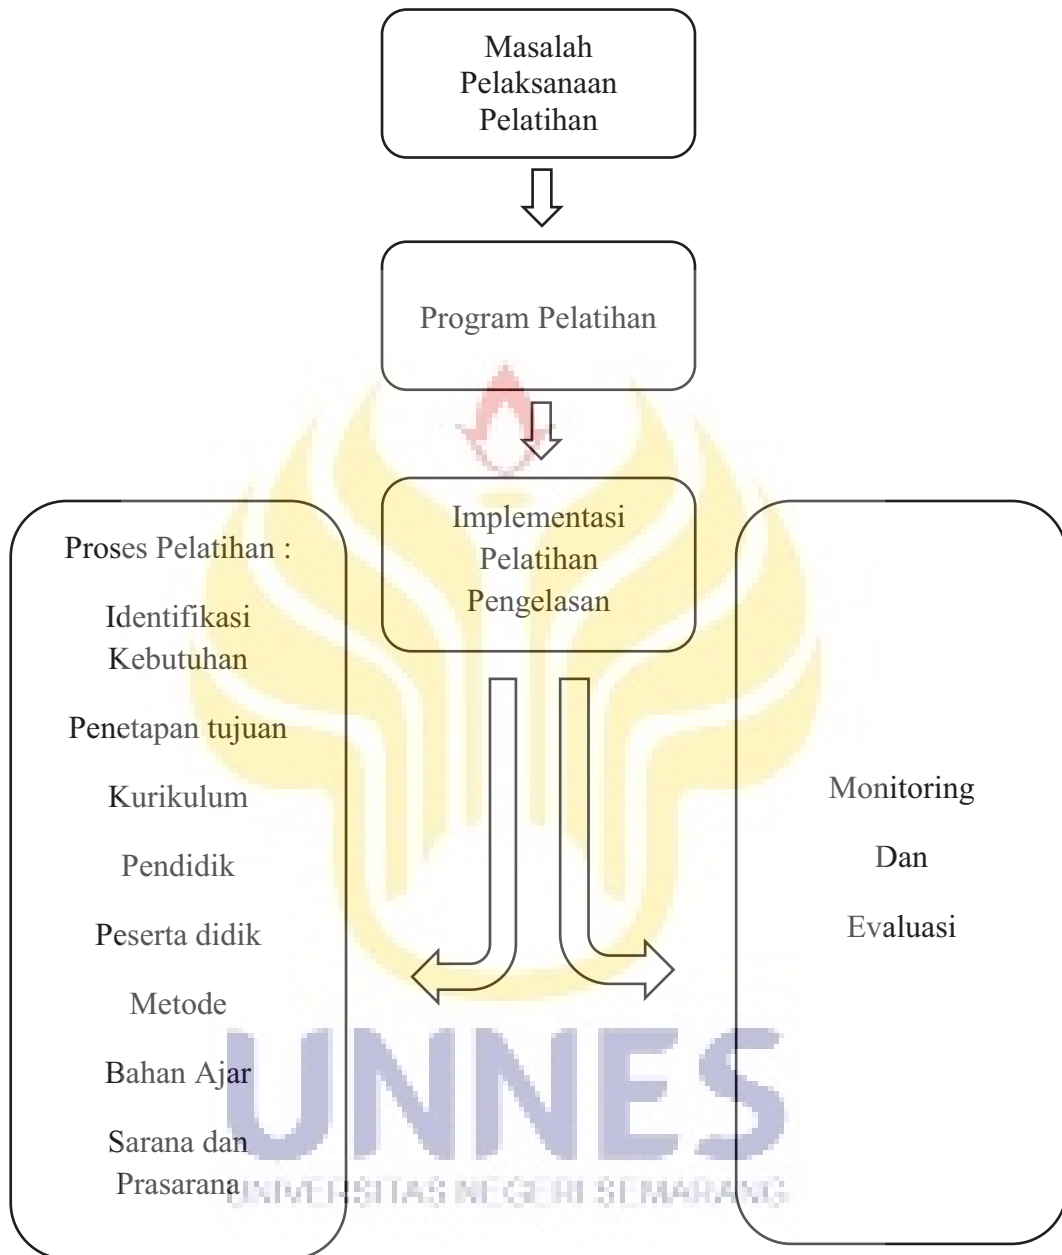 Masalah
Pelaksanaan
Pelatihan
Program Pelatihan
Implementasi
Pelatihan
Pengelasan
Proses Pelatihan :
Identifikasi
Kebutuhan
Penetapan tujuan
Kurikulum
Pendidik
Peserta didik
Metode
Bahan Ajar
Sarana dan
Prasarana
Monitoring
Dan
Evaluasi
UNNES
UNIVERSITAS NEGERI SEMARANG